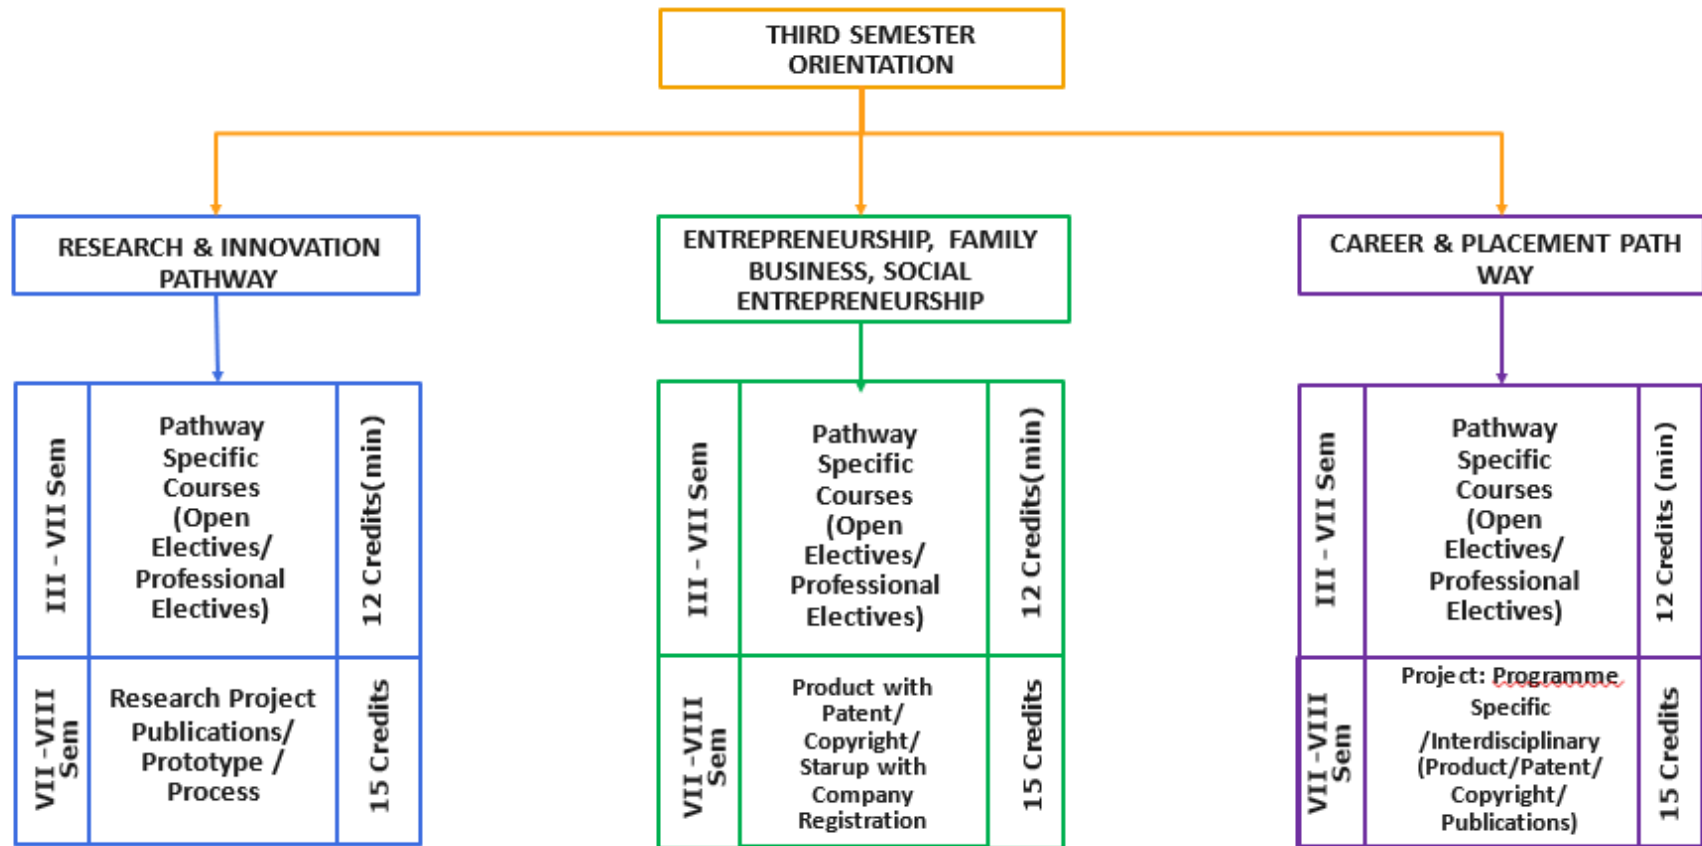 THIRD SEMESTER
ORIENTATION
RESEARCH & INNOVATION
PATHWAY
ENTREPRENEURSHIP, FAMILY
BUSINESS, SOCIAL
ENTREPRENEURSHIP
CAREER & PLACEMENT PATH
WAY
III – VII Sem
Pathway
Specific
Courses
(Open
Electives/
Professional
Electives)
12 Credits(min)
VII –VIII
Sem
Research Project
Publications/
Prototype /
Process
15 Credits
III – VII Sem
Pathway
Specific
Courses
(Open
Electives/
Professional
Electives)
12 Credits(min)
VII –VIII
Sem
Product with
Patent/
Copyright/
Starup with
Company
Registration
15 Credits
III – VII Sem
Pathway
Specific
Courses
(Open
Electives/
Professional
Electives)
12 Credits (min)
VII –VIII
Sem
Project: Programme
Specific
/Interdisciplinary
(Product/Patent/
Copyright/
Publications)
15 Credits